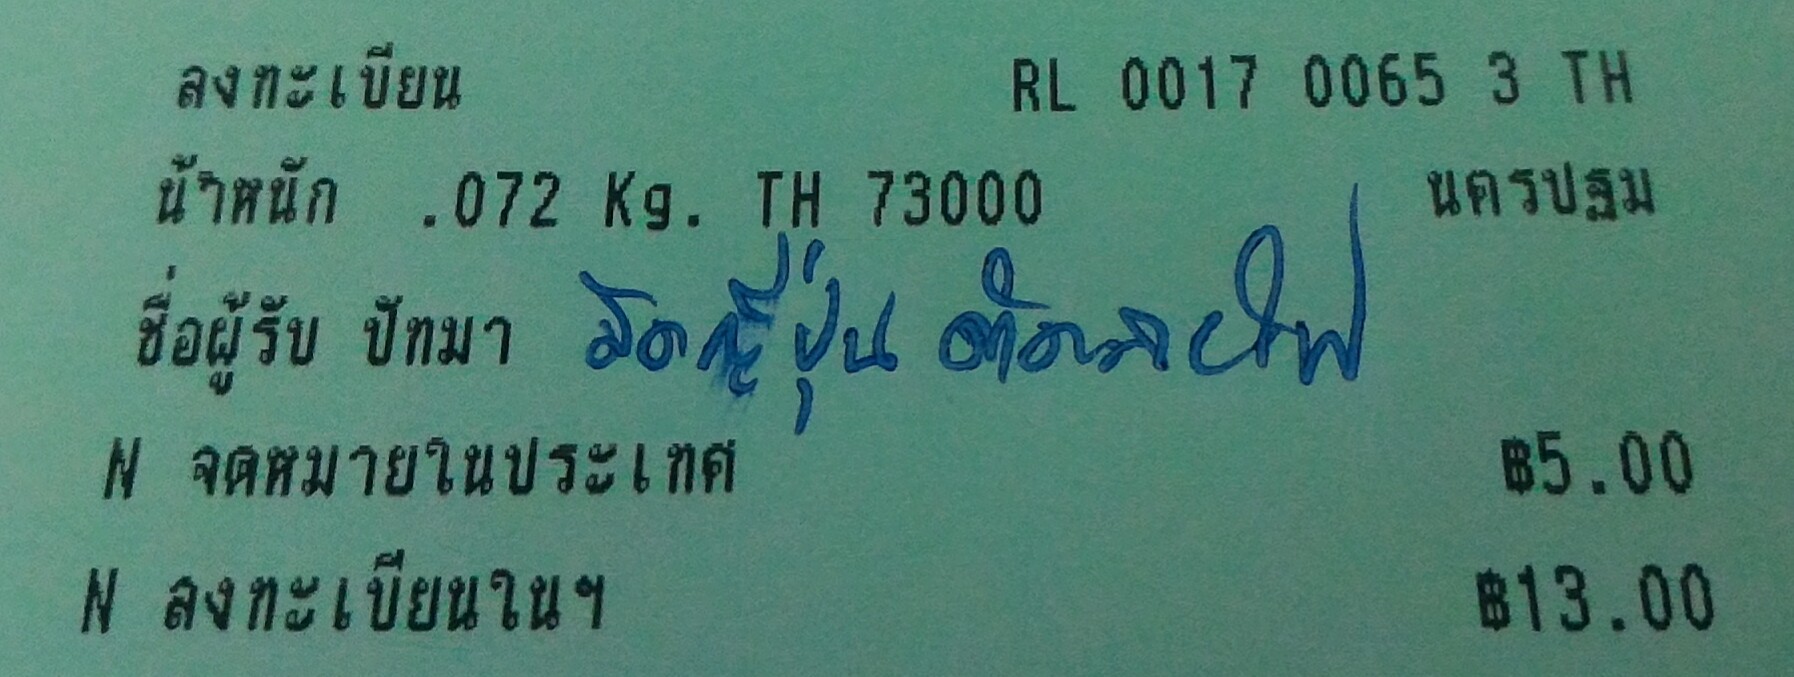 ลงทะเบียน RL 0017 0065 3 TH
น้ำหนัก .072 Kg. TH 73000 นครปฐม
ชื่อผู้รับ ปัทมา
N จดหมายในประเทศ ฿5.00
N ลงทะเบียนในฯ ฿13.00